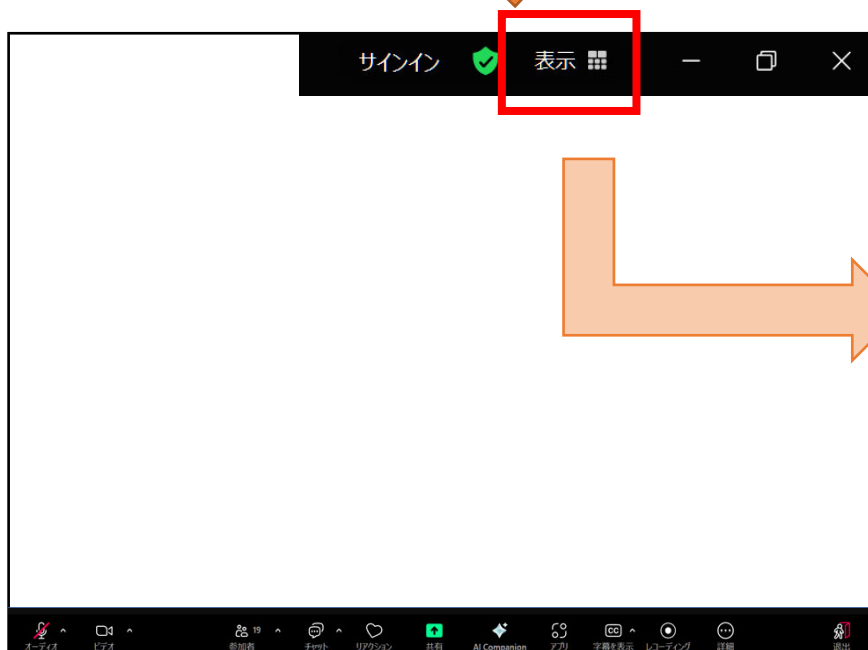 サインイン 表示
19
オーディオ ビデオ 参加者 チャット リアクション 共有 AI Companion アプリ CC 字幕を表示 レコーディング 詳細 退出